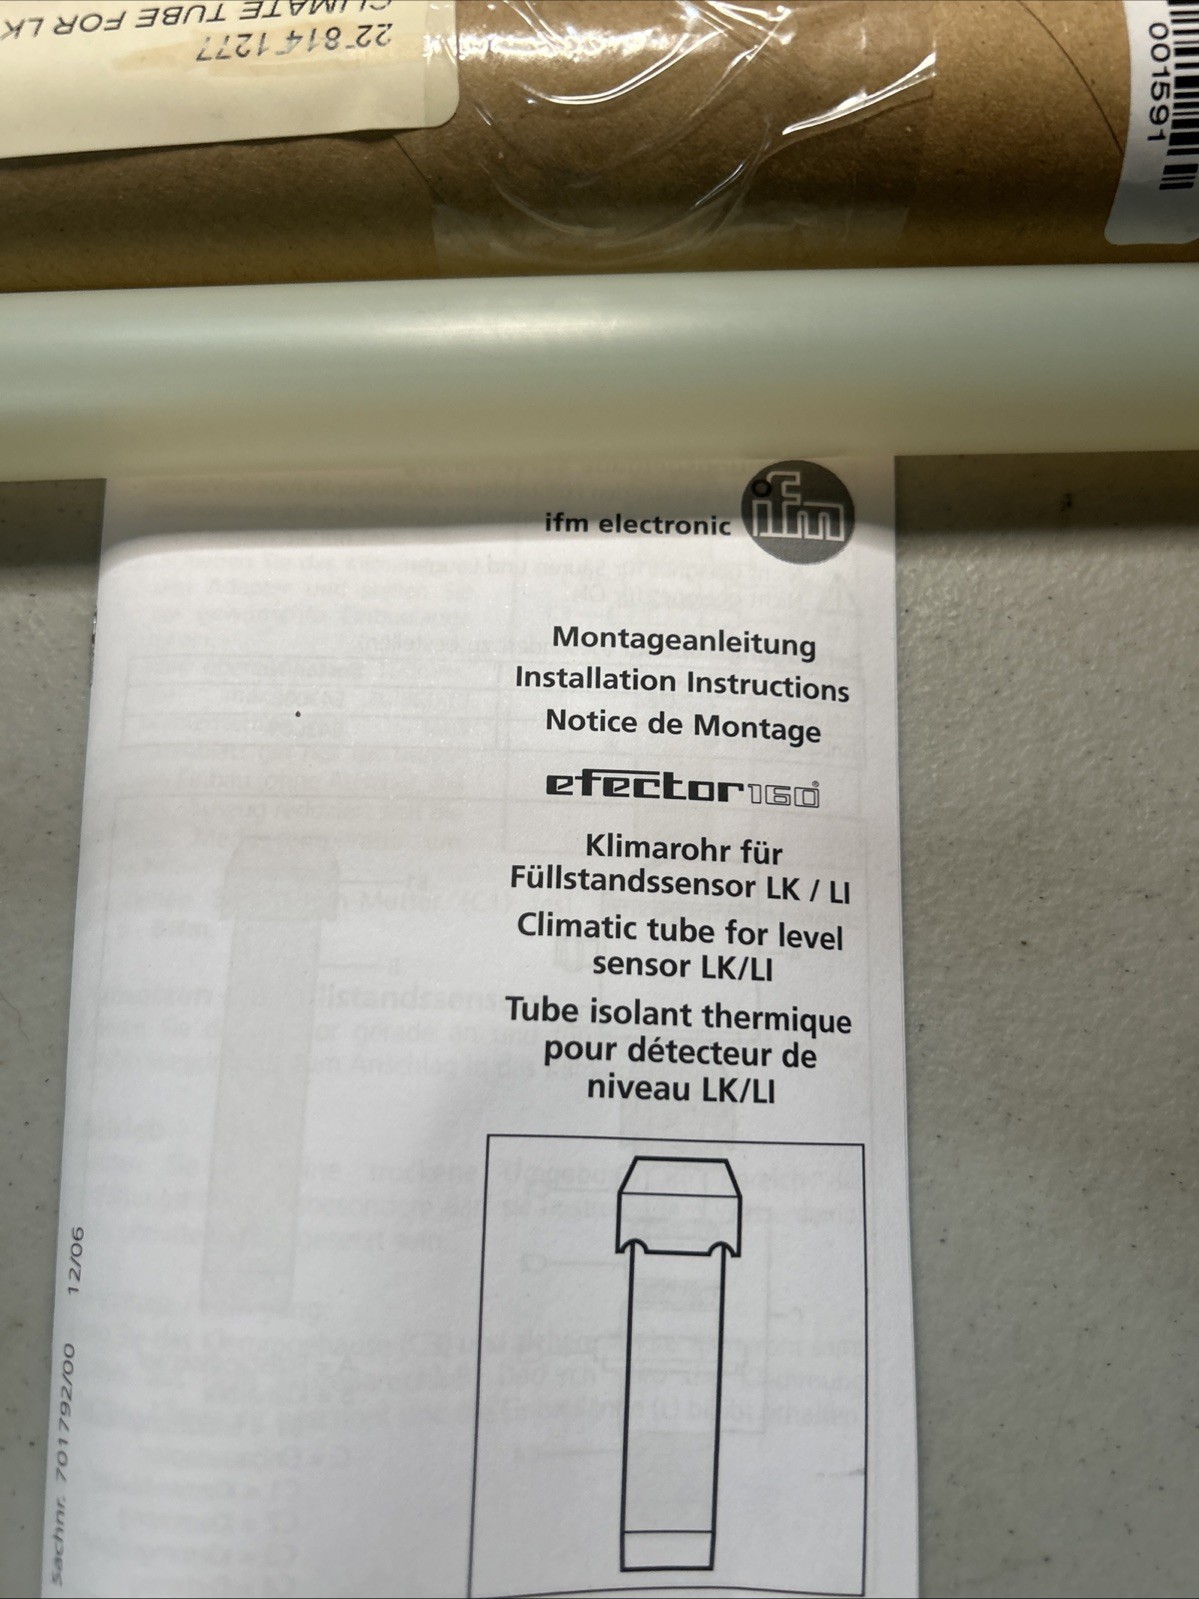 CLIMATE TUBE FOR LK
22-814-1277
001591
ifm electronic
ifm
Montageanleitung
Installation Instructions
Notice de Montage
efector160®
Klimarohr für
Füllstandssensor LK / LI
Climatic tube for level
sensor LK/LI
Tube isolant thermique
pour détecteur de
niveau LK/LI
Sachnr. 701792/00 12/06